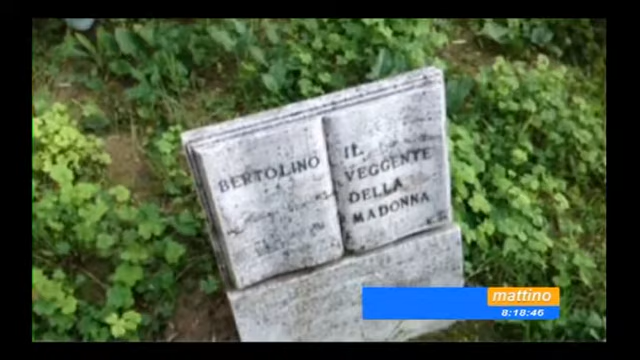 BERTOLINO
IL
VEGGENTE
DELLA
MADONNA
mattino
8:18:46